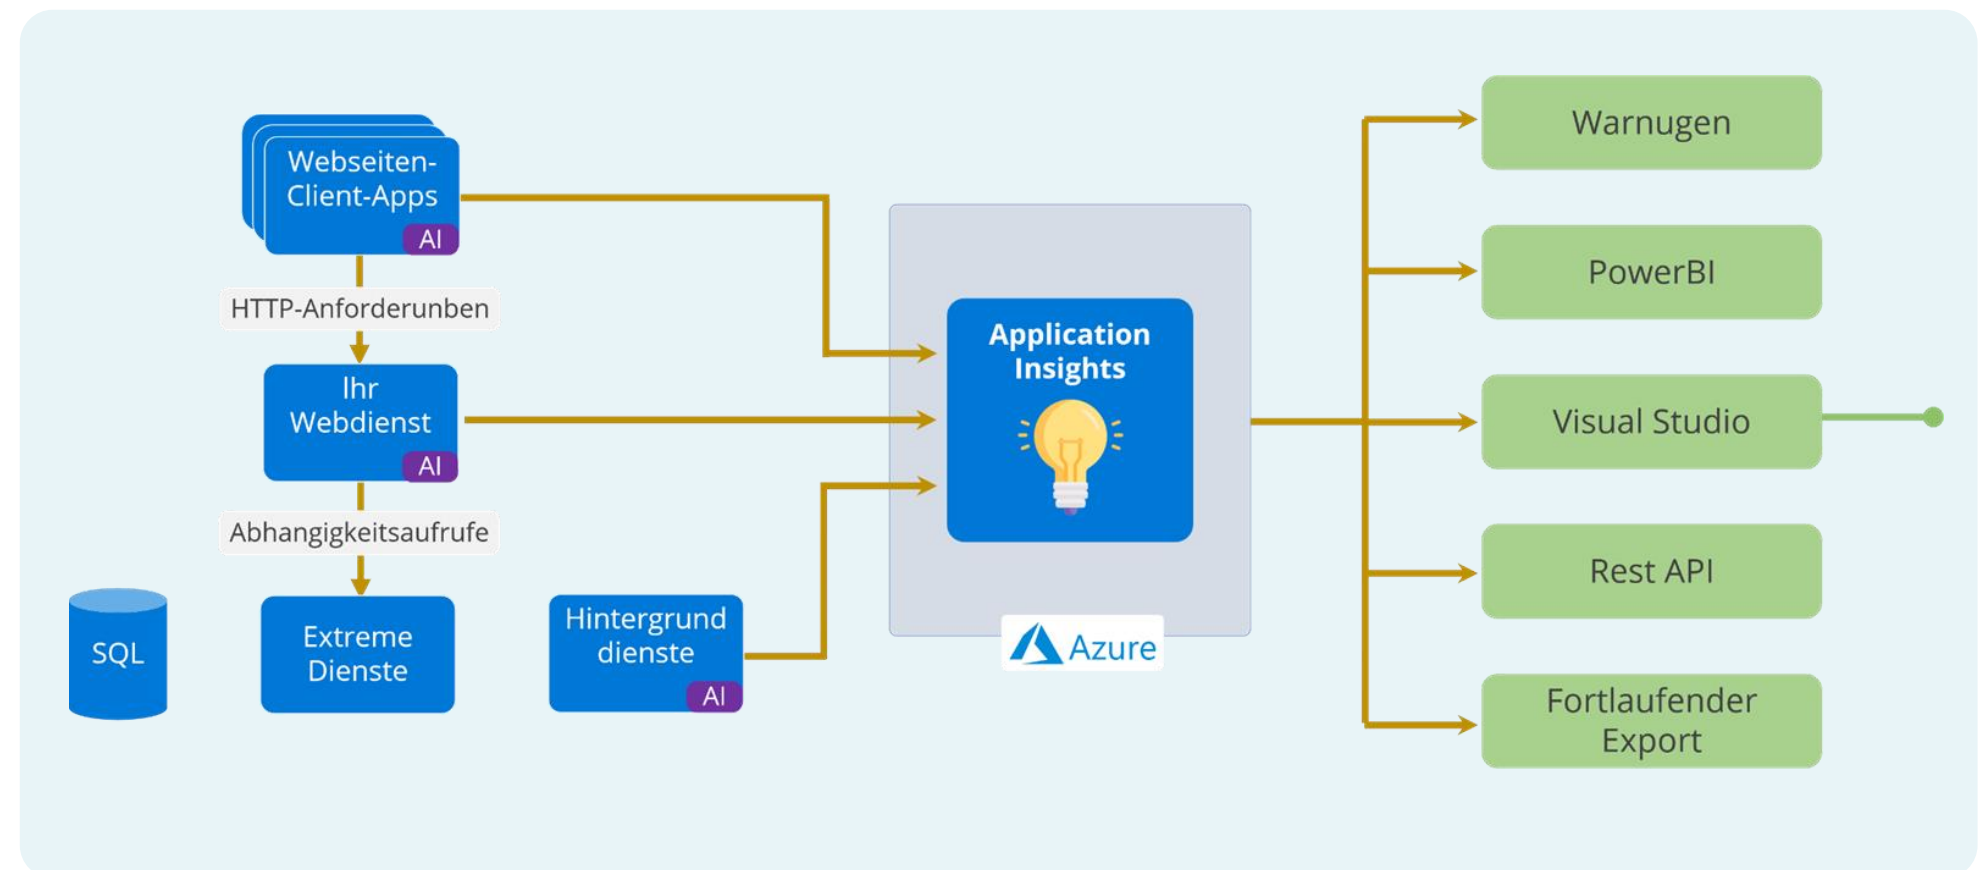 Webseiten-
Client-Apps
AI
HTTP-Anforderunben
Ihr
Webdienst
AI
Abhangigkeitsaufrufe
SQL
Extreme
Dienste
Hintergrund
dienste
AI
Application
Insights
Azure
Warnugen
PowerBI
Visual Studio
Rest API
Fortlaufender
Export